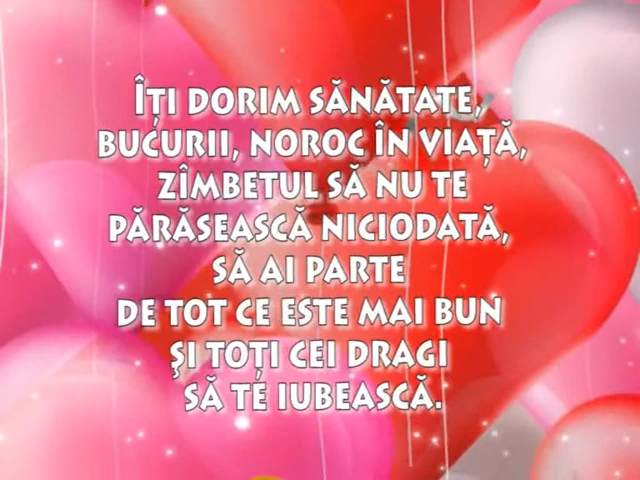 ÎȚI DORIM SĂNĂTATE,
BUCURII, NOROC ÎN VIAȚĂ,
ZÎMBETUL SĂ NU TE
PĂRĂSEASCĂ NICIODATĂ,
SĂ AI PARTE
DE TOT CE ESTE MAI BUN
ŞI TOȚI CEI DRAGI
SĂ TE IUBEASCĂ.